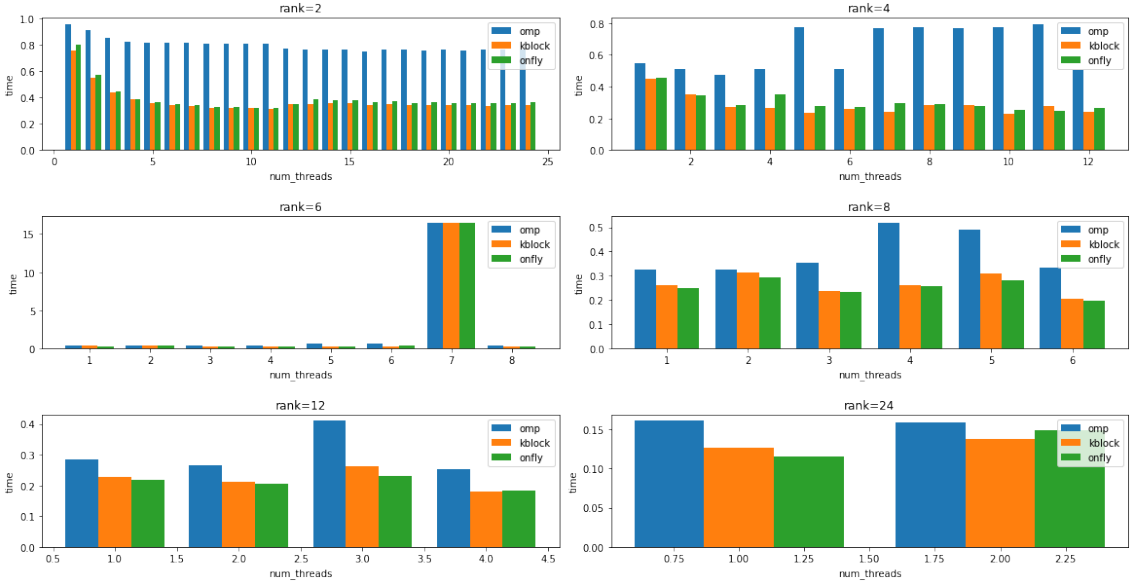 rank=2
1.0
0.8
0.6
0.4
0.2
0.0
time
omp
kblock
onfly
0 5 10 15 20 25
num_threads
rank=4
0.8
0.6
0.4
0.2
0.0
time
omp
kblock
onfly
2 4 6 8 10 12
num_threads
rank=6
15
10
5
0
time
omp
kblock
onfly
1 2 3 4 5 6 7 8
num_threads
rank=8
0.5
0.4
0.3
0.2
0.1
0.0
time
omp
kblock
onfly
1 2 3 4 5 6
num_threads
rank=12
0.4
0.3
0.2
0.1
0.0
time
omp
kblock
onfly
0.5 1.0 1.5 2.0 2.5 3.0 3.5 4.0 4.5
num_threads
rank=24
0.15
0.10
0.05
0.00
time
omp
kblock
onfly
0.75 1.00 1.25 1.50 1.75 2.00 2.25
num_threads